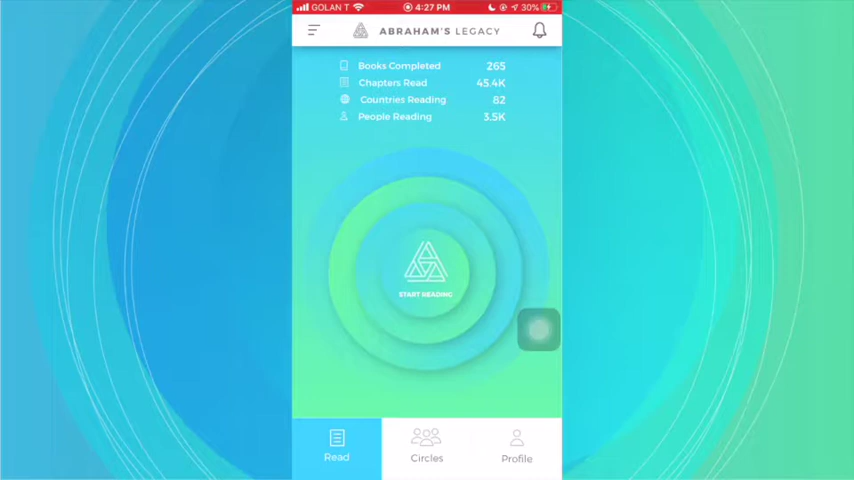 GOLAN T 4:27 PM 30%
ABRAHAM'S LEGACY
Books Completed 265
Chapters Read 45.4K
Countries Reading 82
People Reading 3.5K
START READING
Read Circles Profile